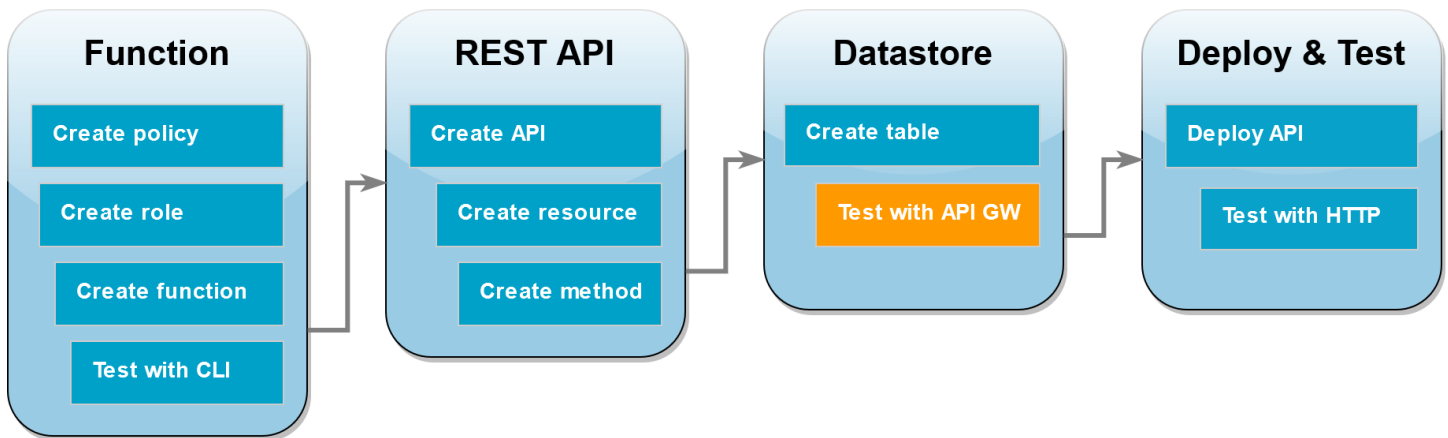 Function
Create policy
Create role
Create function
Test with CLI
REST API
Create API
Create resource
Create method
Datastore
Create table
Test with API GW
Deploy & Test
Deploy API
Test with HTTP